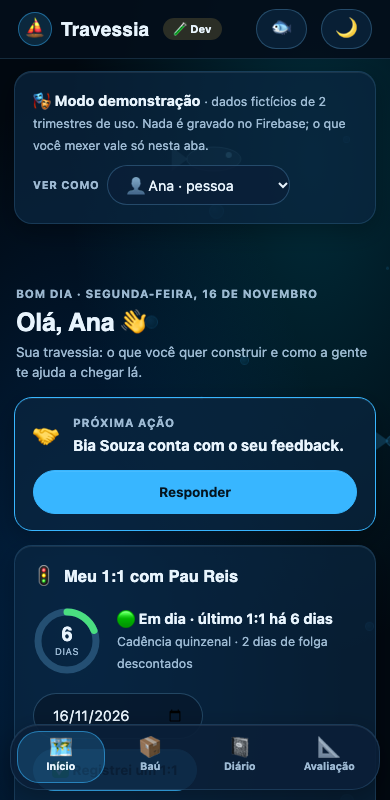 Travessia
Dev
Modo demonstração · dados fictícios de 2
trimestres de uso. Nada é gravado no Firebase; o que
você mexer vale só nesta aba.
VER COMO
Ana · pessoa
BOM DIA · SEGUNDA-FEIRA, 16 DE NOVEMBRO
Olá, Ana 👋
Sua travessia: o que você quer construir e como a gente
te ajuda a chegar lá.
PRÓXIMA AÇÃO
Bia Souza conta com o seu feedback.
Responder
Meu 1:1 com Pau Reis
6
DIAS
Em dia · último 1:1 há 6 dias
Cadência quinzenal · 2 dias de folga
descontados
16/11/2026
Registrei um 1:1
Início
Baú
Diário
Avaliação